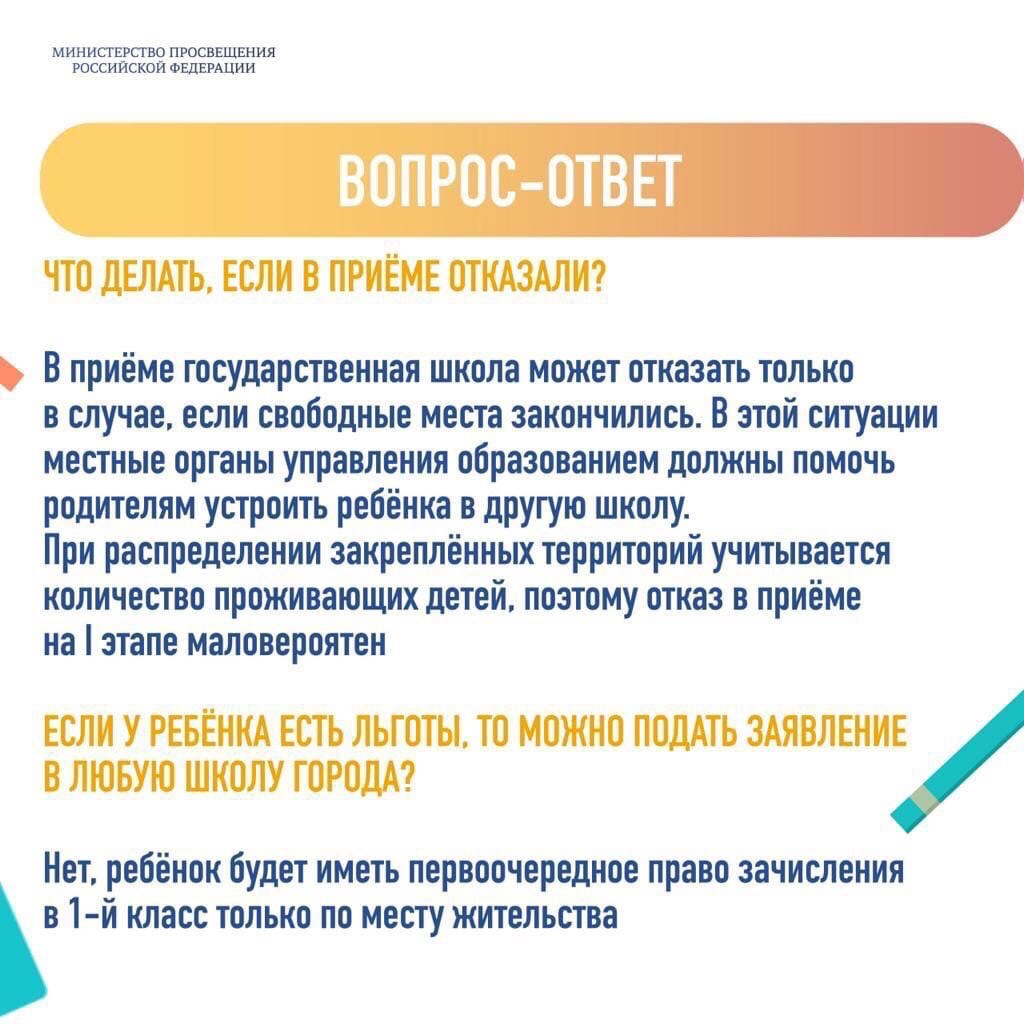 МИНИСТЕРСТВО ПРОСВЕЩЕНИЯ
РОССИЙСКОЙ ФЕДЕРАЦИИ
ВОПРОС-ОТВЕТ
ЧТО ДЕЛАТЬ, ЕСЛИ В ПРИЁМЕ ОТКАЗАЛИ?
В приёме государственная школа может отказать только
в случае, если свободные места закончились. В этой ситуации
местные органы управления образованием должны помочь
родителям устроить ребёнка в другую школу.
При распределении закреплённых территорий учитывается
количество проживающих детей, поэтому отказ в приёме
на I этапе маловероятен
ЕСЛИ У РЕБЁНКА ЕСТЬ ЛЬГОТЫ, ТО МОЖНО ПОДАТЬ ЗАЯВЛЕНИЕ
В ЛЮБУЮ ШКОЛУ ГОРОДА?
Нет, ребёнок будет иметь первоочередное право зачисления
в 1-й класс только по месту жительства